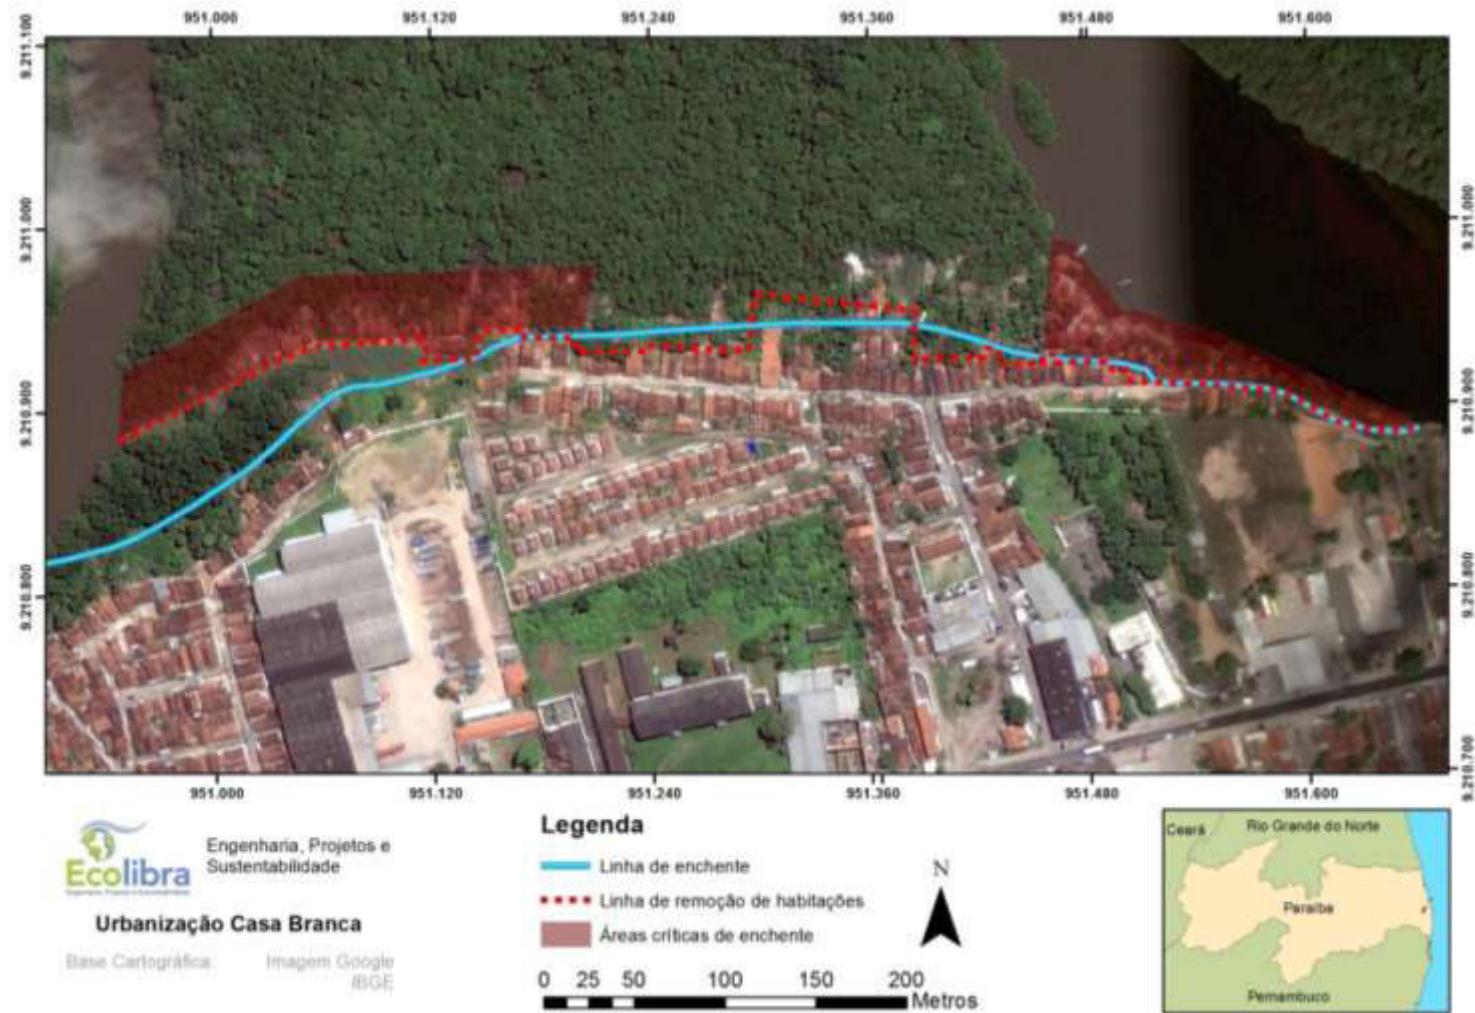 951.000 951.120 951.240 951.360 951.480 951.600
9.211.100
9.211.000 9.211.000
9.210.900 9.210.900
9.210.800 9.210.800
9.210.700
951.000 951.120 951.240 951.360 951.480 951.600
Ecolibra
Engenharia, Projetos e
Sustentabilidade
Urbanização Casa Branca
Base Cartográfica: Imagem Google
IBGE
Legenda
Linha de enchente
Linha de remoção de habitações
Áreas críticas de enchente
N
0 25 50 100 150 200
Metros
Ceará
Rio Grande do Norte
Paraíba
Pernambuco